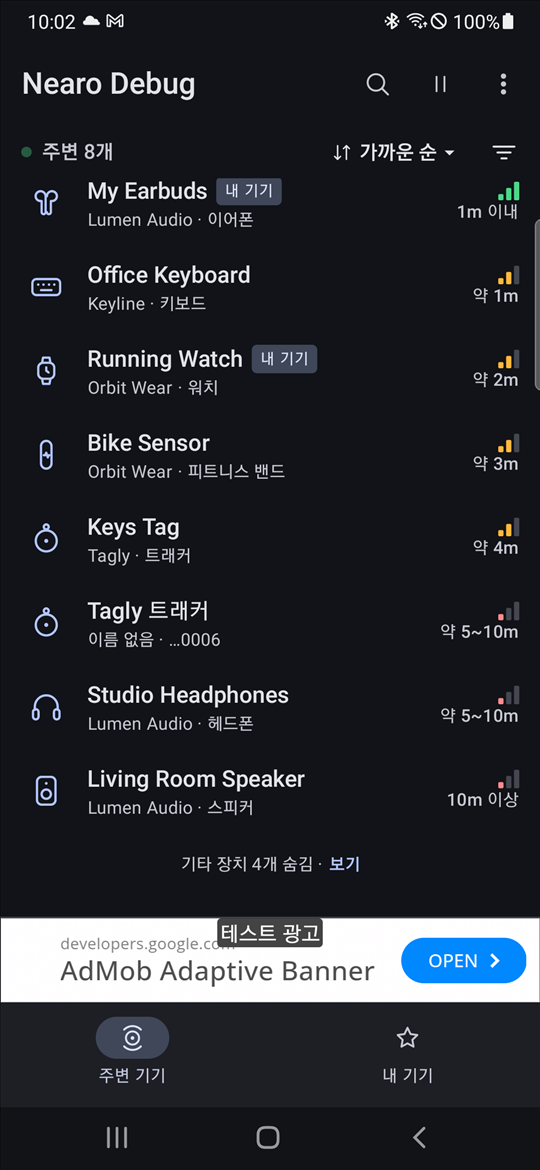 10:02 100%
Nearo Debug
주변 8개 가까운 순
My Earbuds 내 기기
Lumen Audio · 이어폰 1m 이내
Office Keyboard
Keyline · 키보드 약 1m
Running Watch 내 기기
Orbit Wear · 워치 약 2m
Bike Sensor
Orbit Wear · 피트니스 밴드 약 3m
Keys Tag
Tagly · 트래커 약 4m
Tagly 트래커
이름 없음 · …0006 약 5~10m
Studio Headphones
Lumen Audio · 헤드폰 약 5~10m
Living Room Speaker
Lumen Audio · 스피커 10m 이상
기타 장치 4개 숨김 · 보기
테스트 광고
developers.google.com
AdMob Adaptive Banner OPEN
주변 기기 내 기기